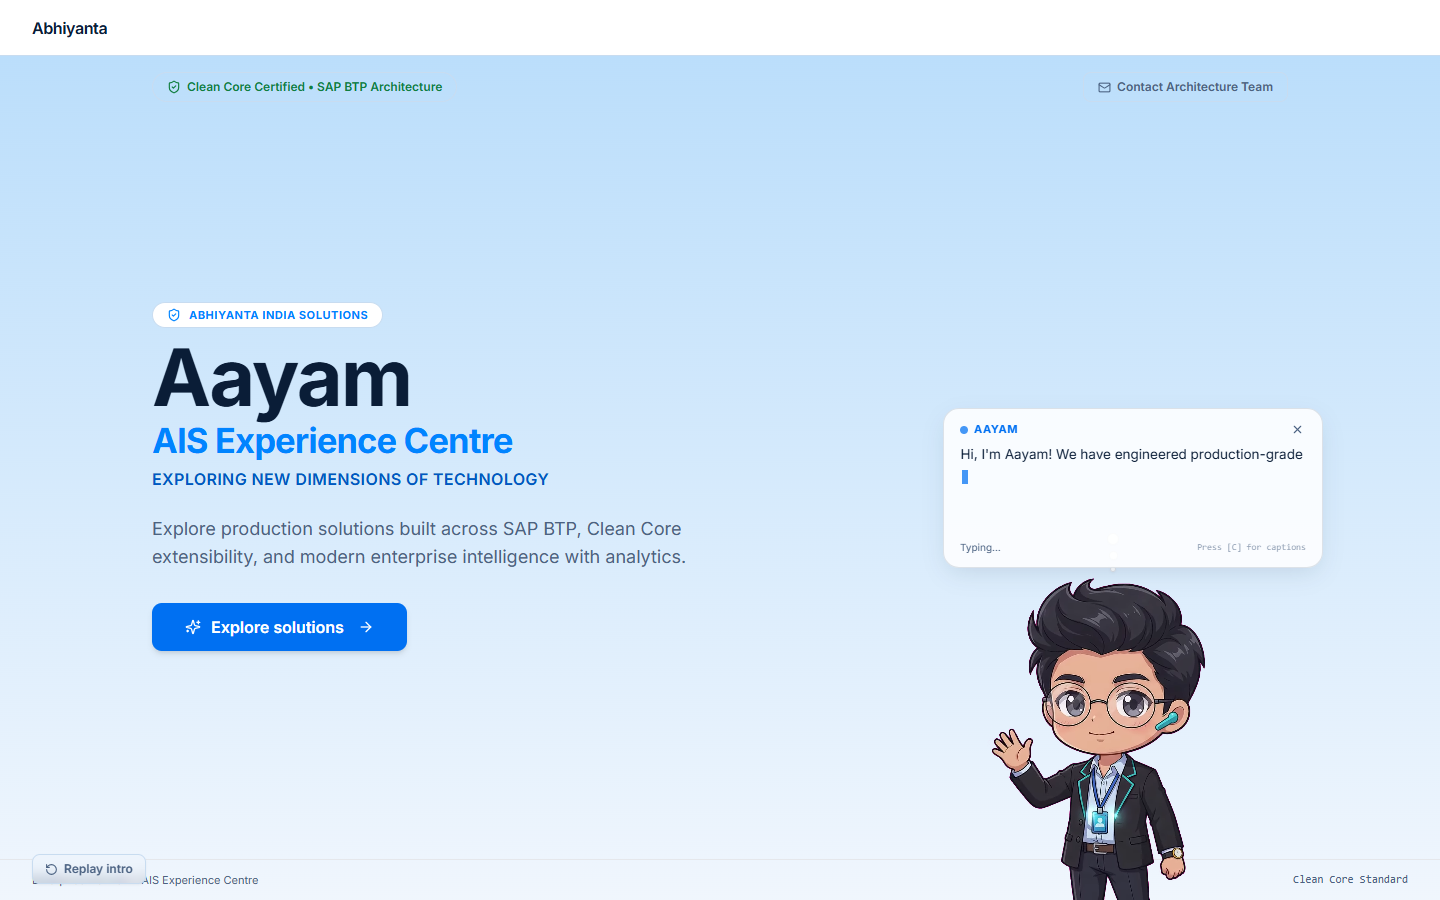 Abhiyanta
Clean Core Certified • SAP BTP Architecture
Contact Architecture Team
ABHIYANTA INDIA SOLUTIONS
Aayam
AIS Experience Centre
EXPLORING NEW DIMENSIONS OF TECHNOLOGY
Explore production solutions built across SAP BTP, Clean Core
extensibility, and modern enterprise intelligence with analytics.
Explore solutions
AAYAM
Hi, I'm Aayam! We have engineered production-grade
Typing...
Press [C] for captions
Replay intro
AIS Experience Centre
Clean Core Standard